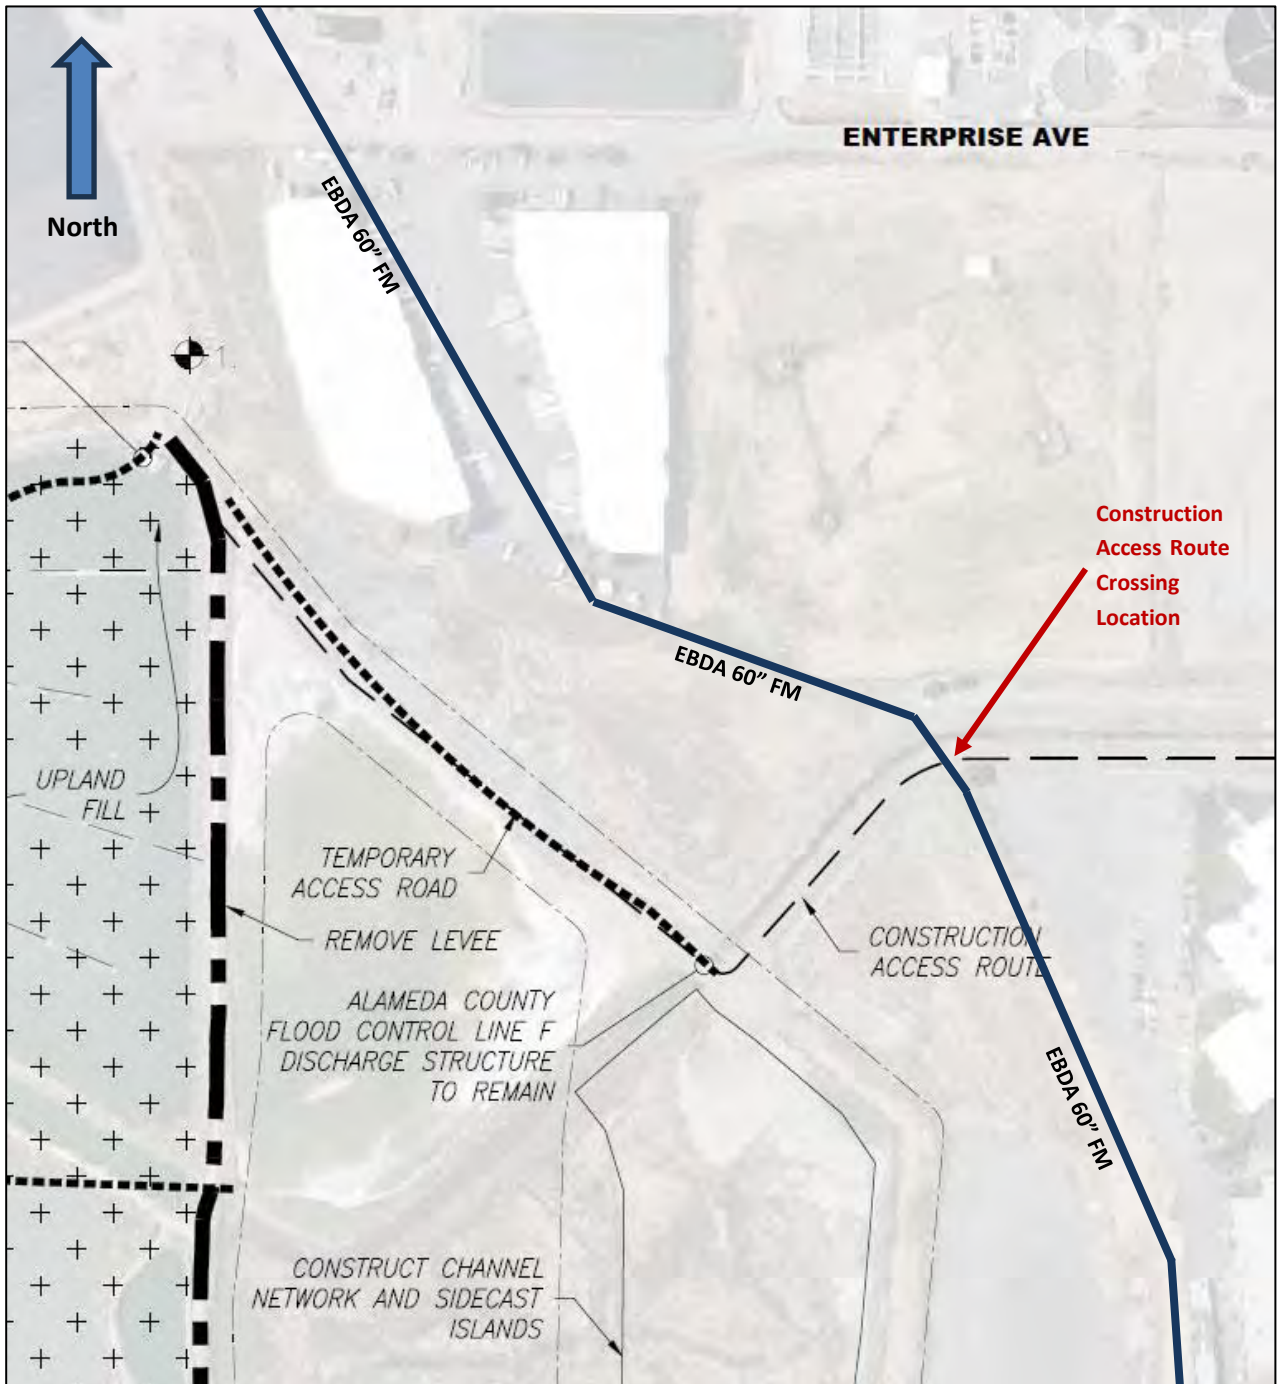 ENTERPRISE AVE
North
EBDA 60” FM
1.
Construction
Access Route
Crossing
Location
EBDA 60” FM
UPLAND
FILL
TEMPORARY
ACCESS ROAD
REMOVE LEVEE
CONSTRUCTION
ACCESS ROUTE
ALAMEDA COUNTY
FLOOD CONTROL LINE F
DISCHARGE STRUCTURE
TO REMAIN
EBDA 60” FM
CONSTRUCT CHANNEL
NETWORK AND SIDECAST
ISLANDS